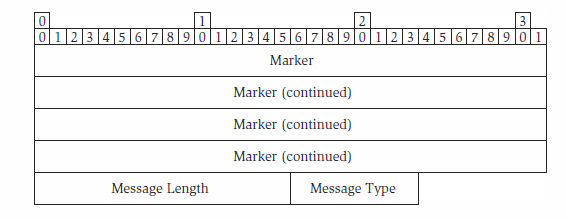 0 1 2 3
0 1 2 3 4 5 6 7 8 9 0 1 2 3 4 5 6 7 8 9 0 1 2 3 4 5 6 7 8 9 0 1
Marker
Marker (continued)
Marker (continued)
Marker (continued)
Message Length Message Type